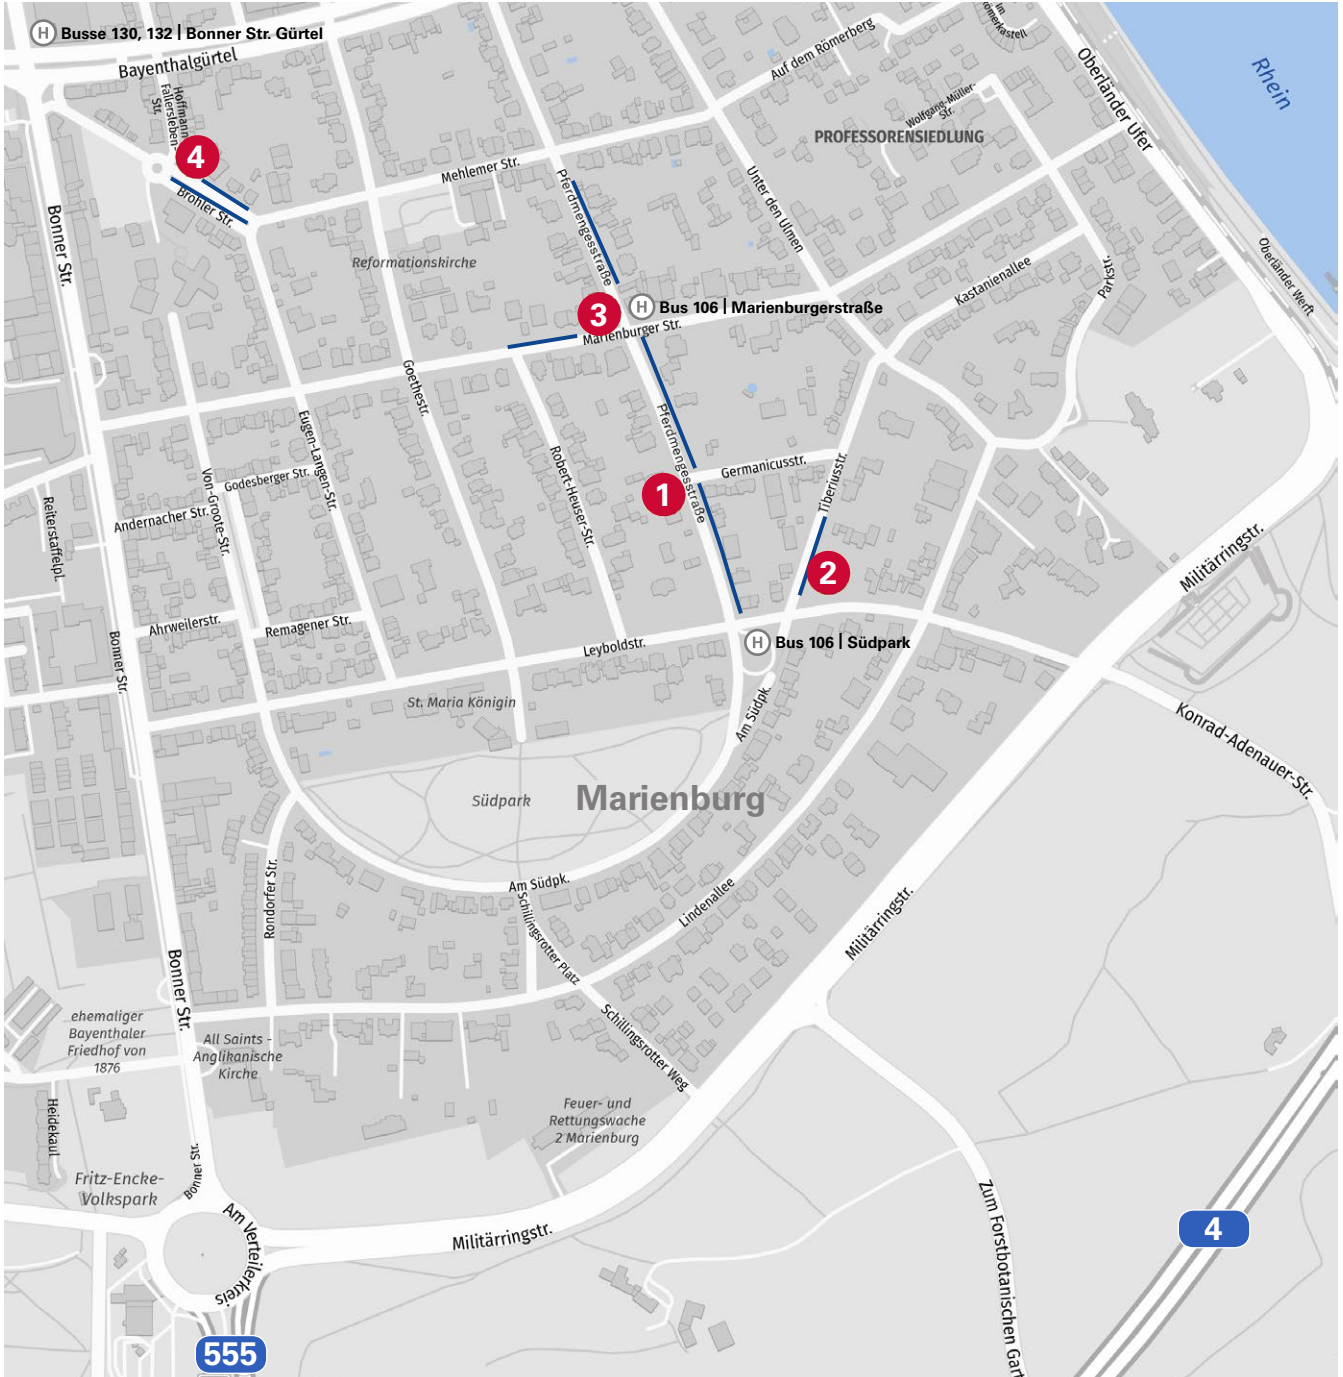 H Busse 130, 132 | Bonner Str. Gürtel
Bayenthalgürtel
Hoffmann-
Fallersleben-
Str.
4
Brohler Str.
Bonner Str.
Mehlemer Str.
Auf dem Römerberg
Im
Römerkastell
Wolfgang-Müller-
Str.
PROFESSORENSIEDLUNG
Oberländer Ufer
Rhein
Oberländer Werft
Pferdmengesstraße
Unter den Ulmen
Reformationskirche
Kastanienallee
Parkstr.
3
H Bus 106 | Marienburgerstraße
Marienburger Str.
Goethestr.
Eugen-Langen-Str.
Von-Groote-Str.
Godesberger Str.
Andernacher Str.
Reiterstaffelpl.
Robert-Heuser-Str.
Pferdmengesstraße
1
Germanicusstr.
Tiberiusstr.
2
Militärringstr.
Ahrweilerstr.
Remagener Str.
Bonner Str.
Leyboldstr.
H Bus 106 | Südpark
St. Maria Königin
Am Südpk.
Konrad-Adenauer-Str.
Südpark
Marienburg
Rondorfer Str.
Am Südpk.
Lindenallee
Schillingsrotter Platz
Militärringstr.
Bonner Str.
Schillingsrotter Weg
ehemaliger
Bayenthaler
Friedhof von
1876
All Saints -
Anglikanische
Kirche
Heidekaul
Feuer- und
Rettungswache
2 Marienburg
Bonner Str.
Fritz-Encke-
Volkspark
Am Verteilerkreis
Militärringstr.
Zum Forstbotanischen Gart
4
555